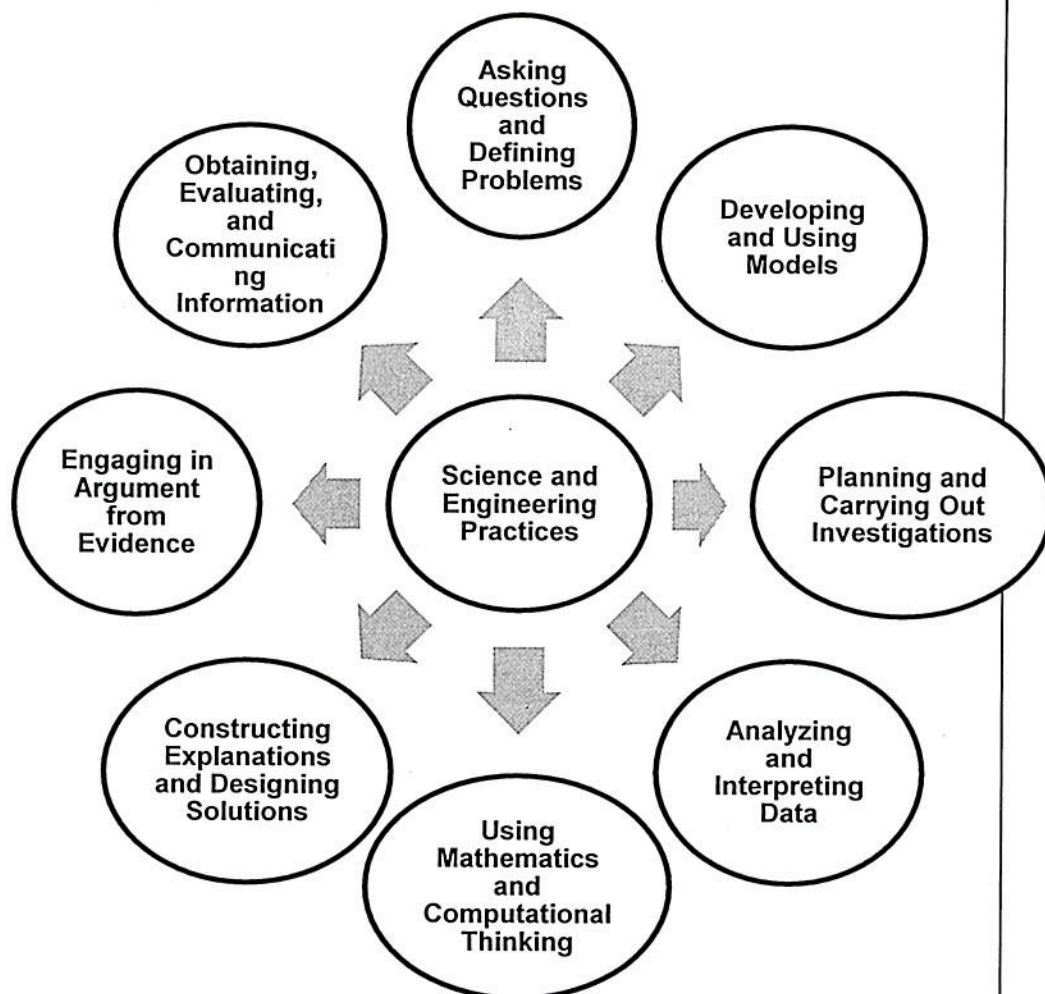 Asking
Questions
and
Defining
Problems
Developing
and Using
Models
Planning and
Carrying Out
Investigations
Analyzing
and
Interpreting
Data
Using
Mathematics
and
Computational
Thinking
Constructing
Explanations
and Designing
Solutions
Engaging in
Argument
from
Evidence
Obtaining,
Evaluating,
and
Communicati
ng
Information
Science and
Engineering
Practices